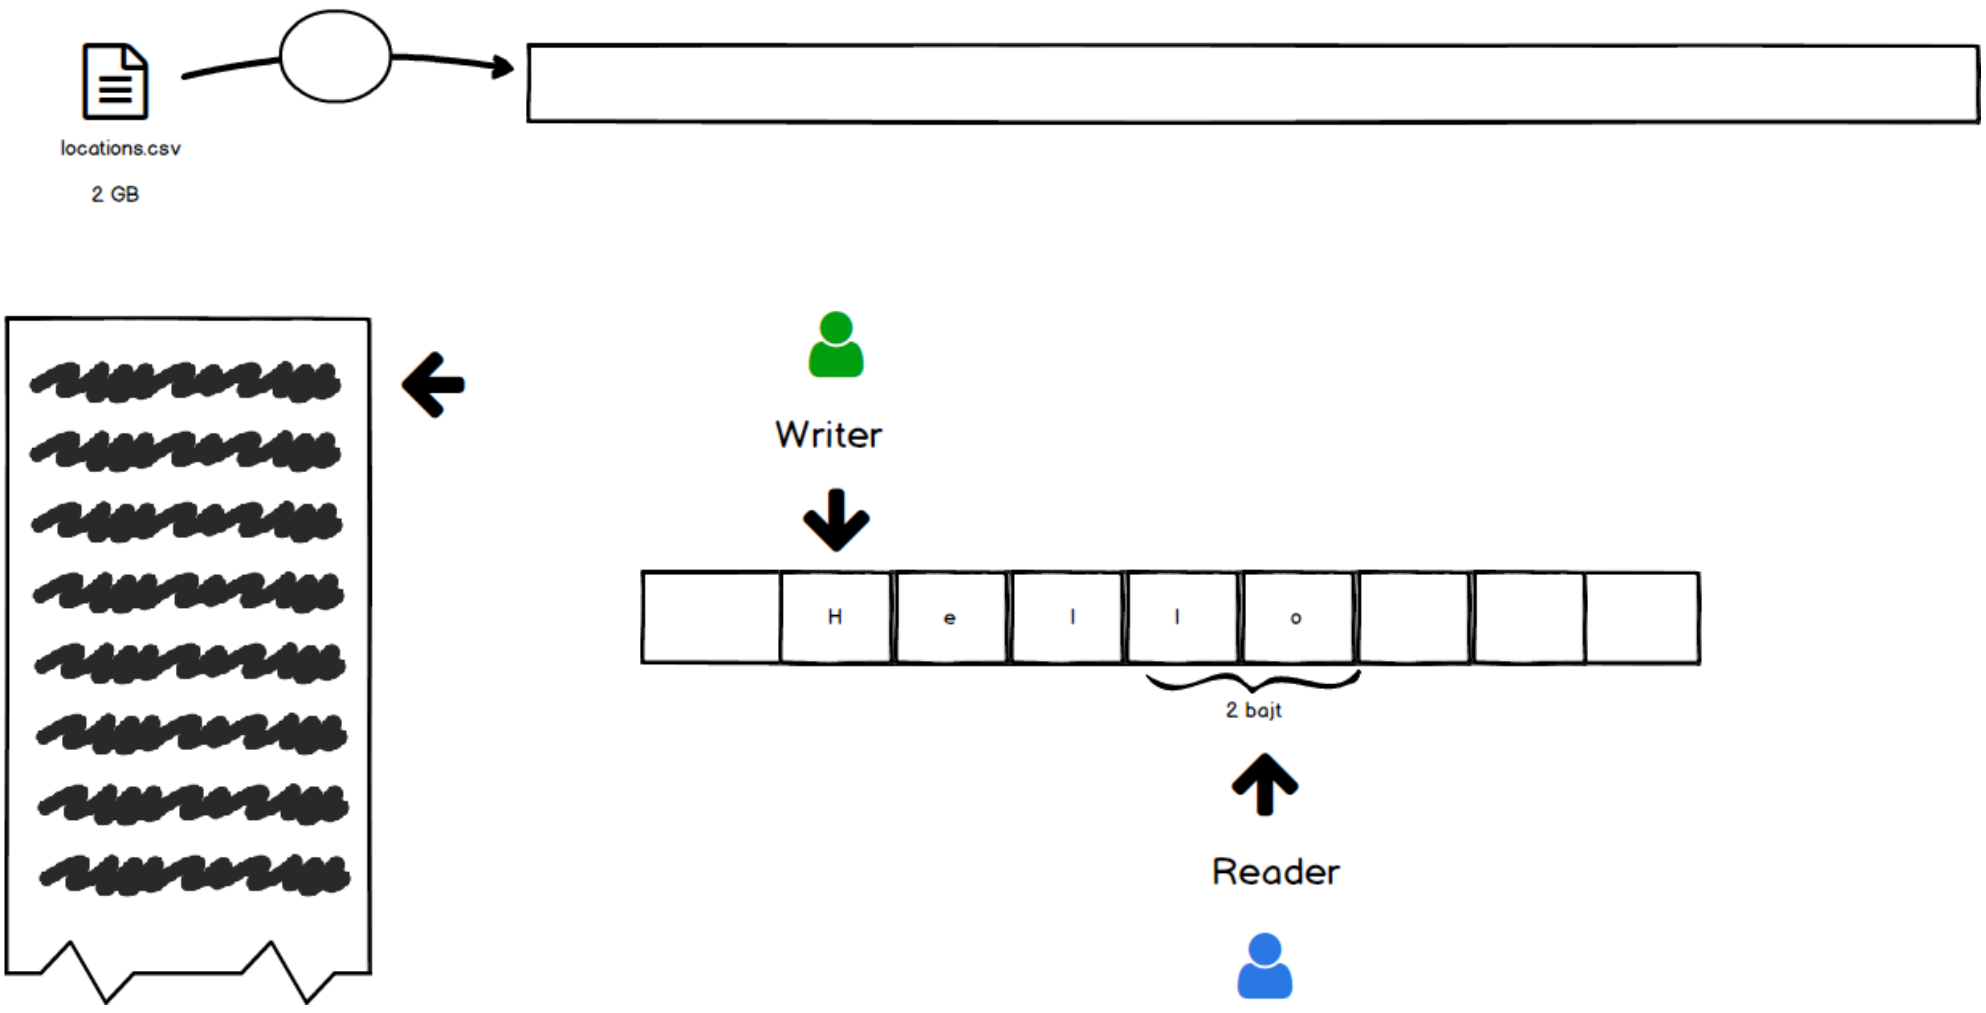 locations.csv
2 GB
Writer
H e l l o
2 bajt
Reader